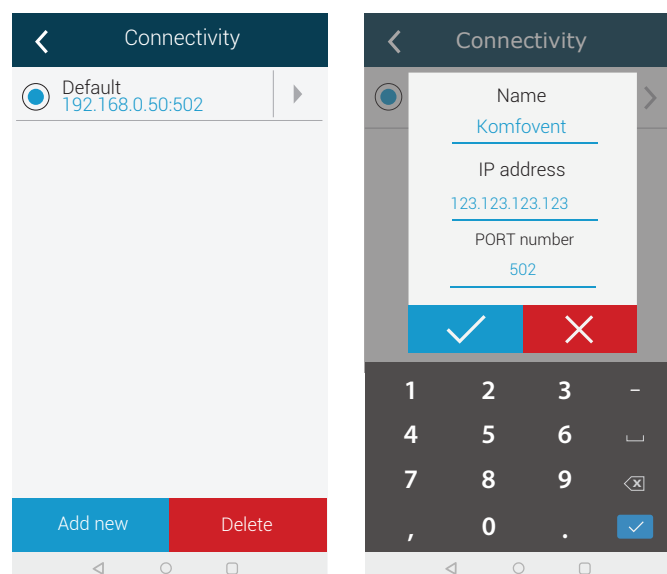 Connectivity
Default
192.168.0.50:502
Add new
Delete
Connectivity
Name
Komfovent
IP address
123.123.123.123
PORT number
502
1 2 3 –
4 5 6
7 8 9
, 0 .